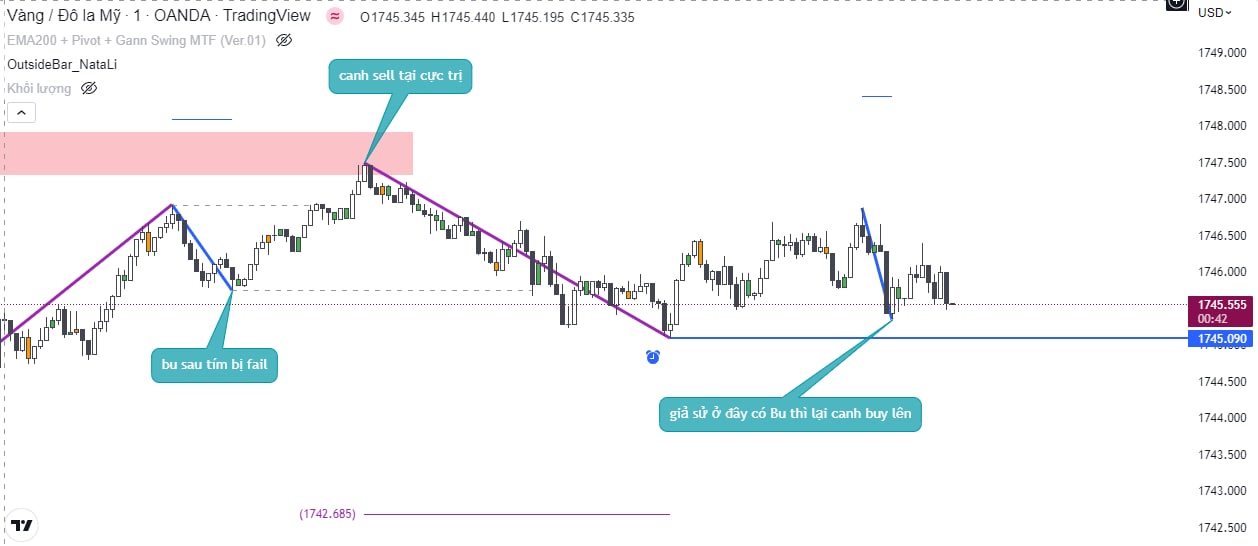 Vàng / Đô la Mỹ · 1 · OANDA · TradingView ≈ O1745.345 H1745.440 L1745.195 C1745.335
USD
EMA200 + Pivot + Gann Swing MTF (Ver.01)
OutsideBar_NataLi
Khối lượng
canh sell tại cực trị
bu sau tím bị fail
giả sử ở đây có Bu thì lại canh buy lên
(1742.685)
1749.000
1748.500
1748.000
1747.500
1747.000
1746.500
1746.000
1745.555
00:42
1745.090
1744.500
1744.000
1743.500
1743.000
1742.500